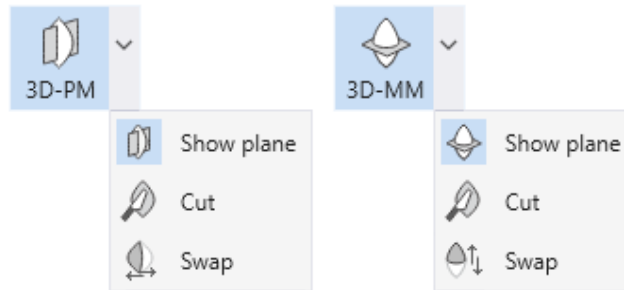 3D-PM
Show plane
Cut
Swap
3D-MM
Show plane
Cut
Swap